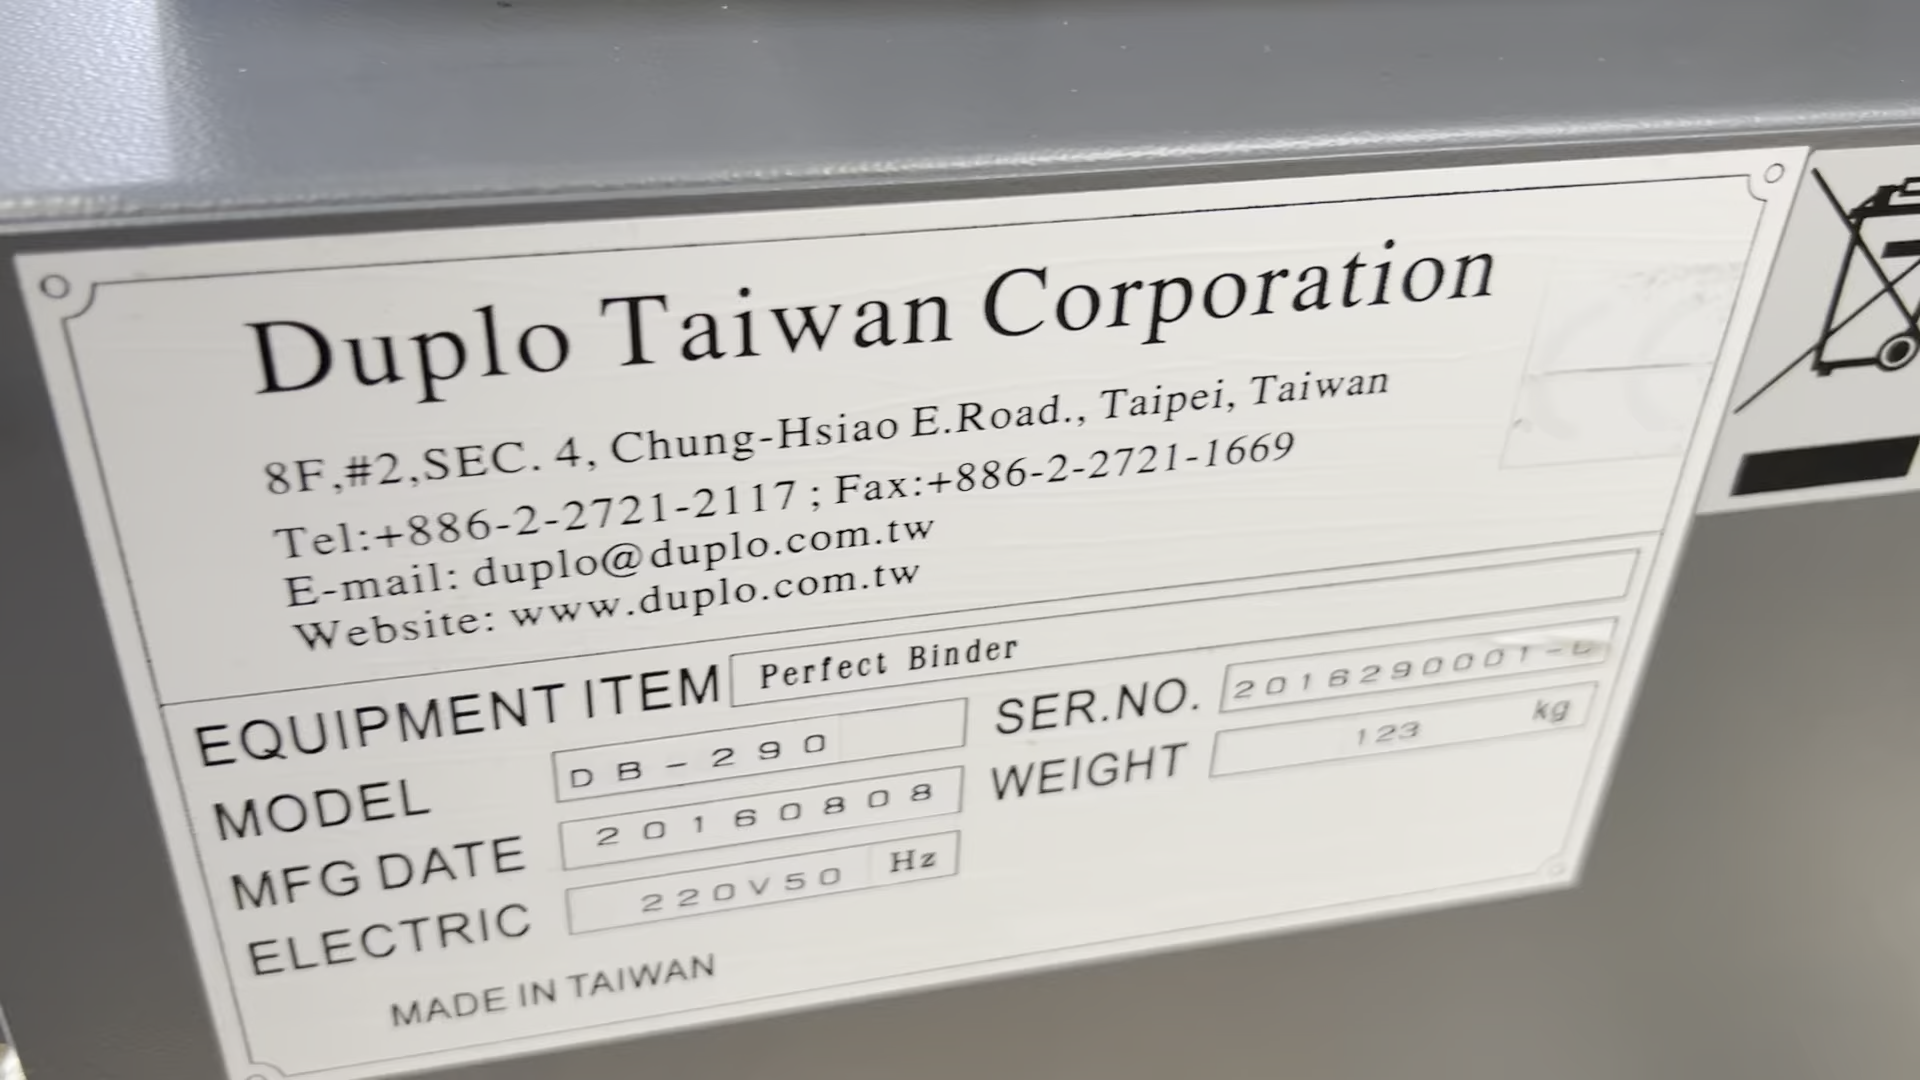 Duplo Taiwan Corporation
8F,#2,SEC. 4, Chung-Hsiao E.Road., Taipei, Taiwan
Tel:+886-2-2721-2117 ; Fax:+886-2-2721-1669
E-mail: duplo@duplo.com.tw
Website: www.duplo.com.tw
EQUIPMENT ITEM Perfect Binder
MODEL DB-290 SER.NO.
MFG DATE 20160808 WEIGHT 123 kg
ELECTRIC 220V50 Hz
MADE IN TAIWAN